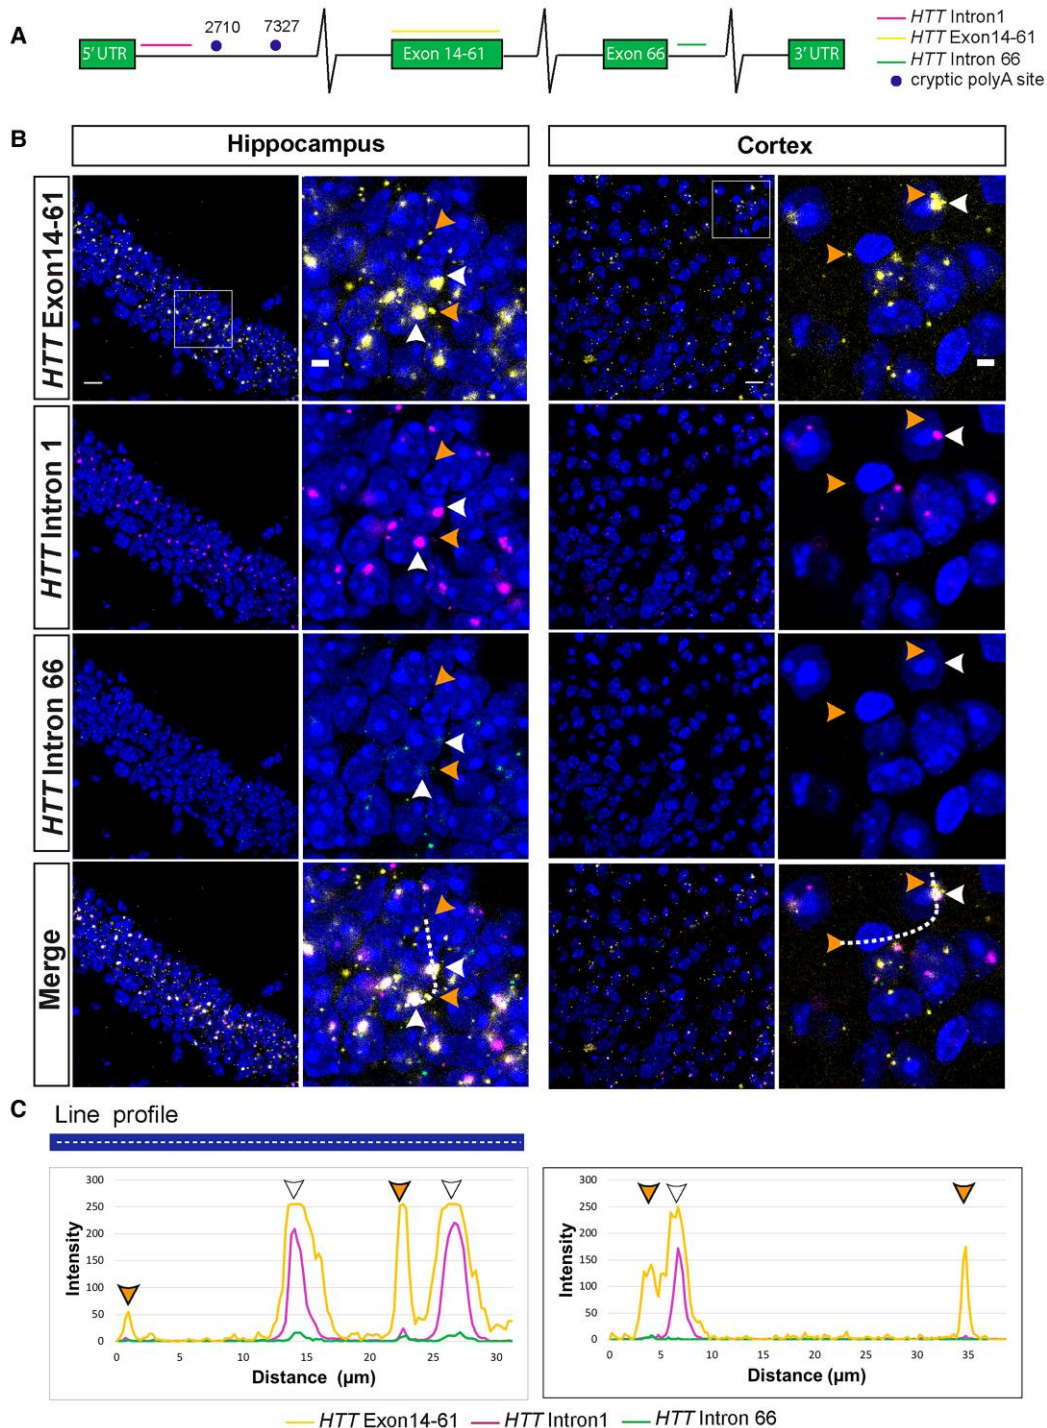 A
2710
7327
5' UTR
Exon 14-61
Exon 66
3' UTR
HTT Intron1
HTT Exon14-61
HTT Intron 66
cryptic polyA site
B
Hippocampus
Cortex
HTT Exon14-61
HTT Intron 1
HTT Intron 66
Merge
C
Line profile
Intensity
300
250
200
150
100
50
0
0 5 10 15 20 25 30
Distance (µm)
Intensity
300
250
200
150
100
50
0
0 5 10 15 20 25 30 35
Distance (µm)
HTT Exon14-61 HTT Intron1 HTT Intron 66